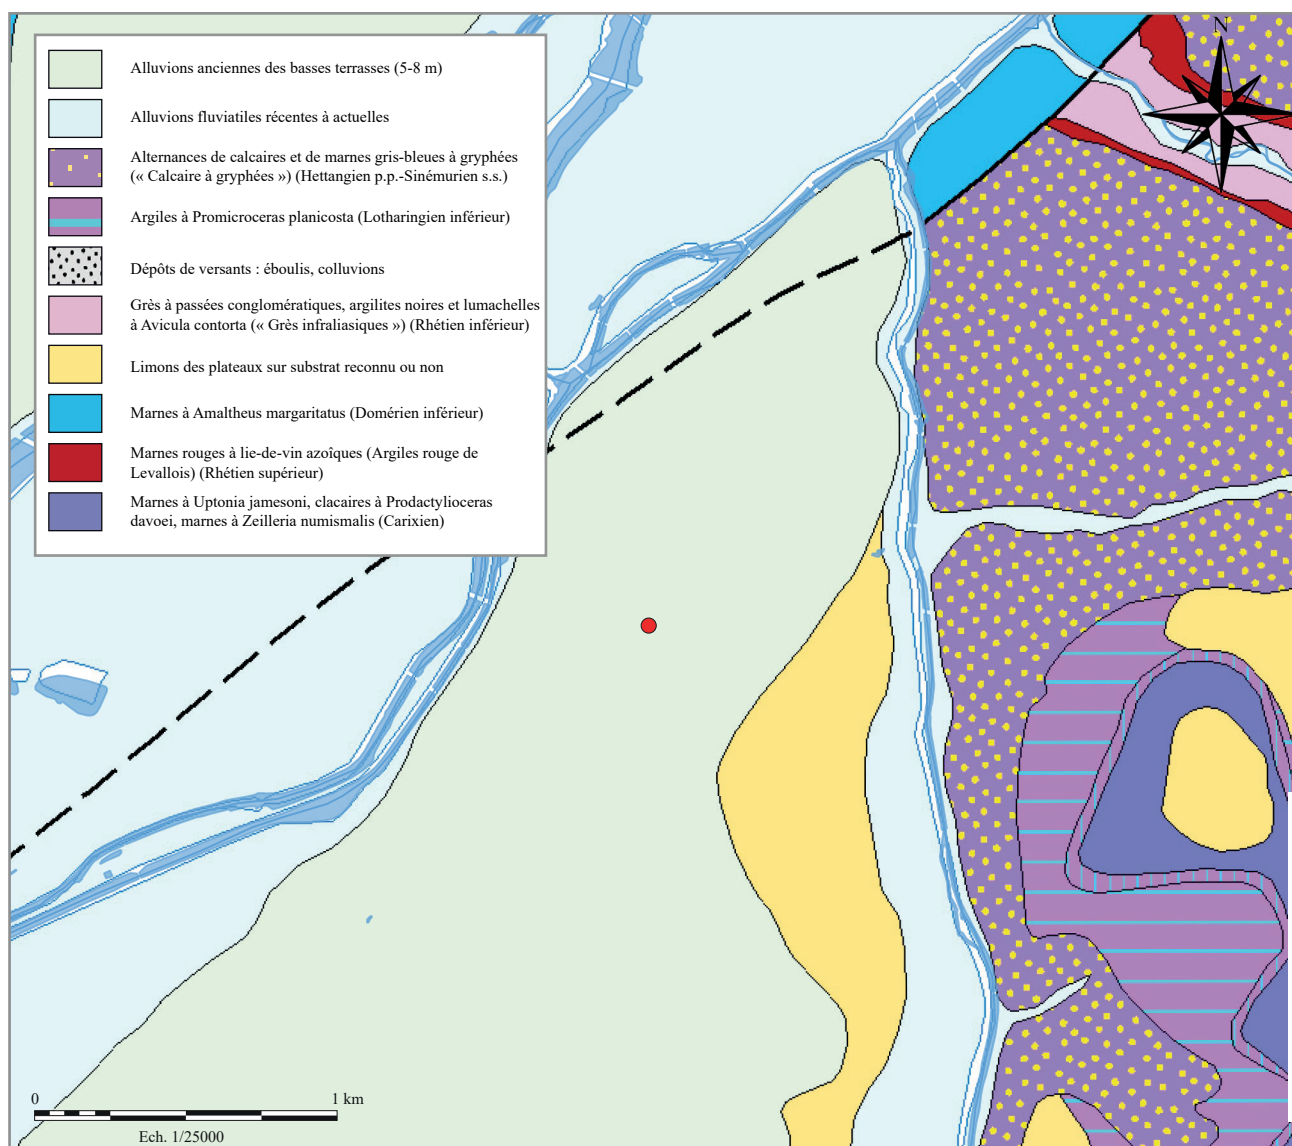 N
Alluvions anciennes des basses terrasses (5-8 m)
Alluvions fluviatiles récentes à actuelles
Alternances de calcaires et de marnes gris-bleues à gryphées
(« Calcaire à gryphées ») (Hettangien p.p.-Sinémurien s.s.)
Argiles à Promicroceras planicosta (Lotharingien inférieur)
Dépôts de versants : éboulis, colluvions
Grès à passées conglomératiques, argilites noires et lumachelles
à Avicula contorta (« Grès infraliasiques ») (Rhétien inférieur)
Limons des plateaux sur substrat reconnu ou non
Marnes à Amaltheus margaritatus (Domérien inférieur)
Marnes rouges à lie-de-vin azoïques (Argiles rouge de
Levallois) (Rhétien supérieur)
Marnes à Uptonia jamesoni, clacaires à Prodactylioceras
davoei, marnes à Zeilleria numismalis (Carixien)
0 1 km
Ech. 1/25000